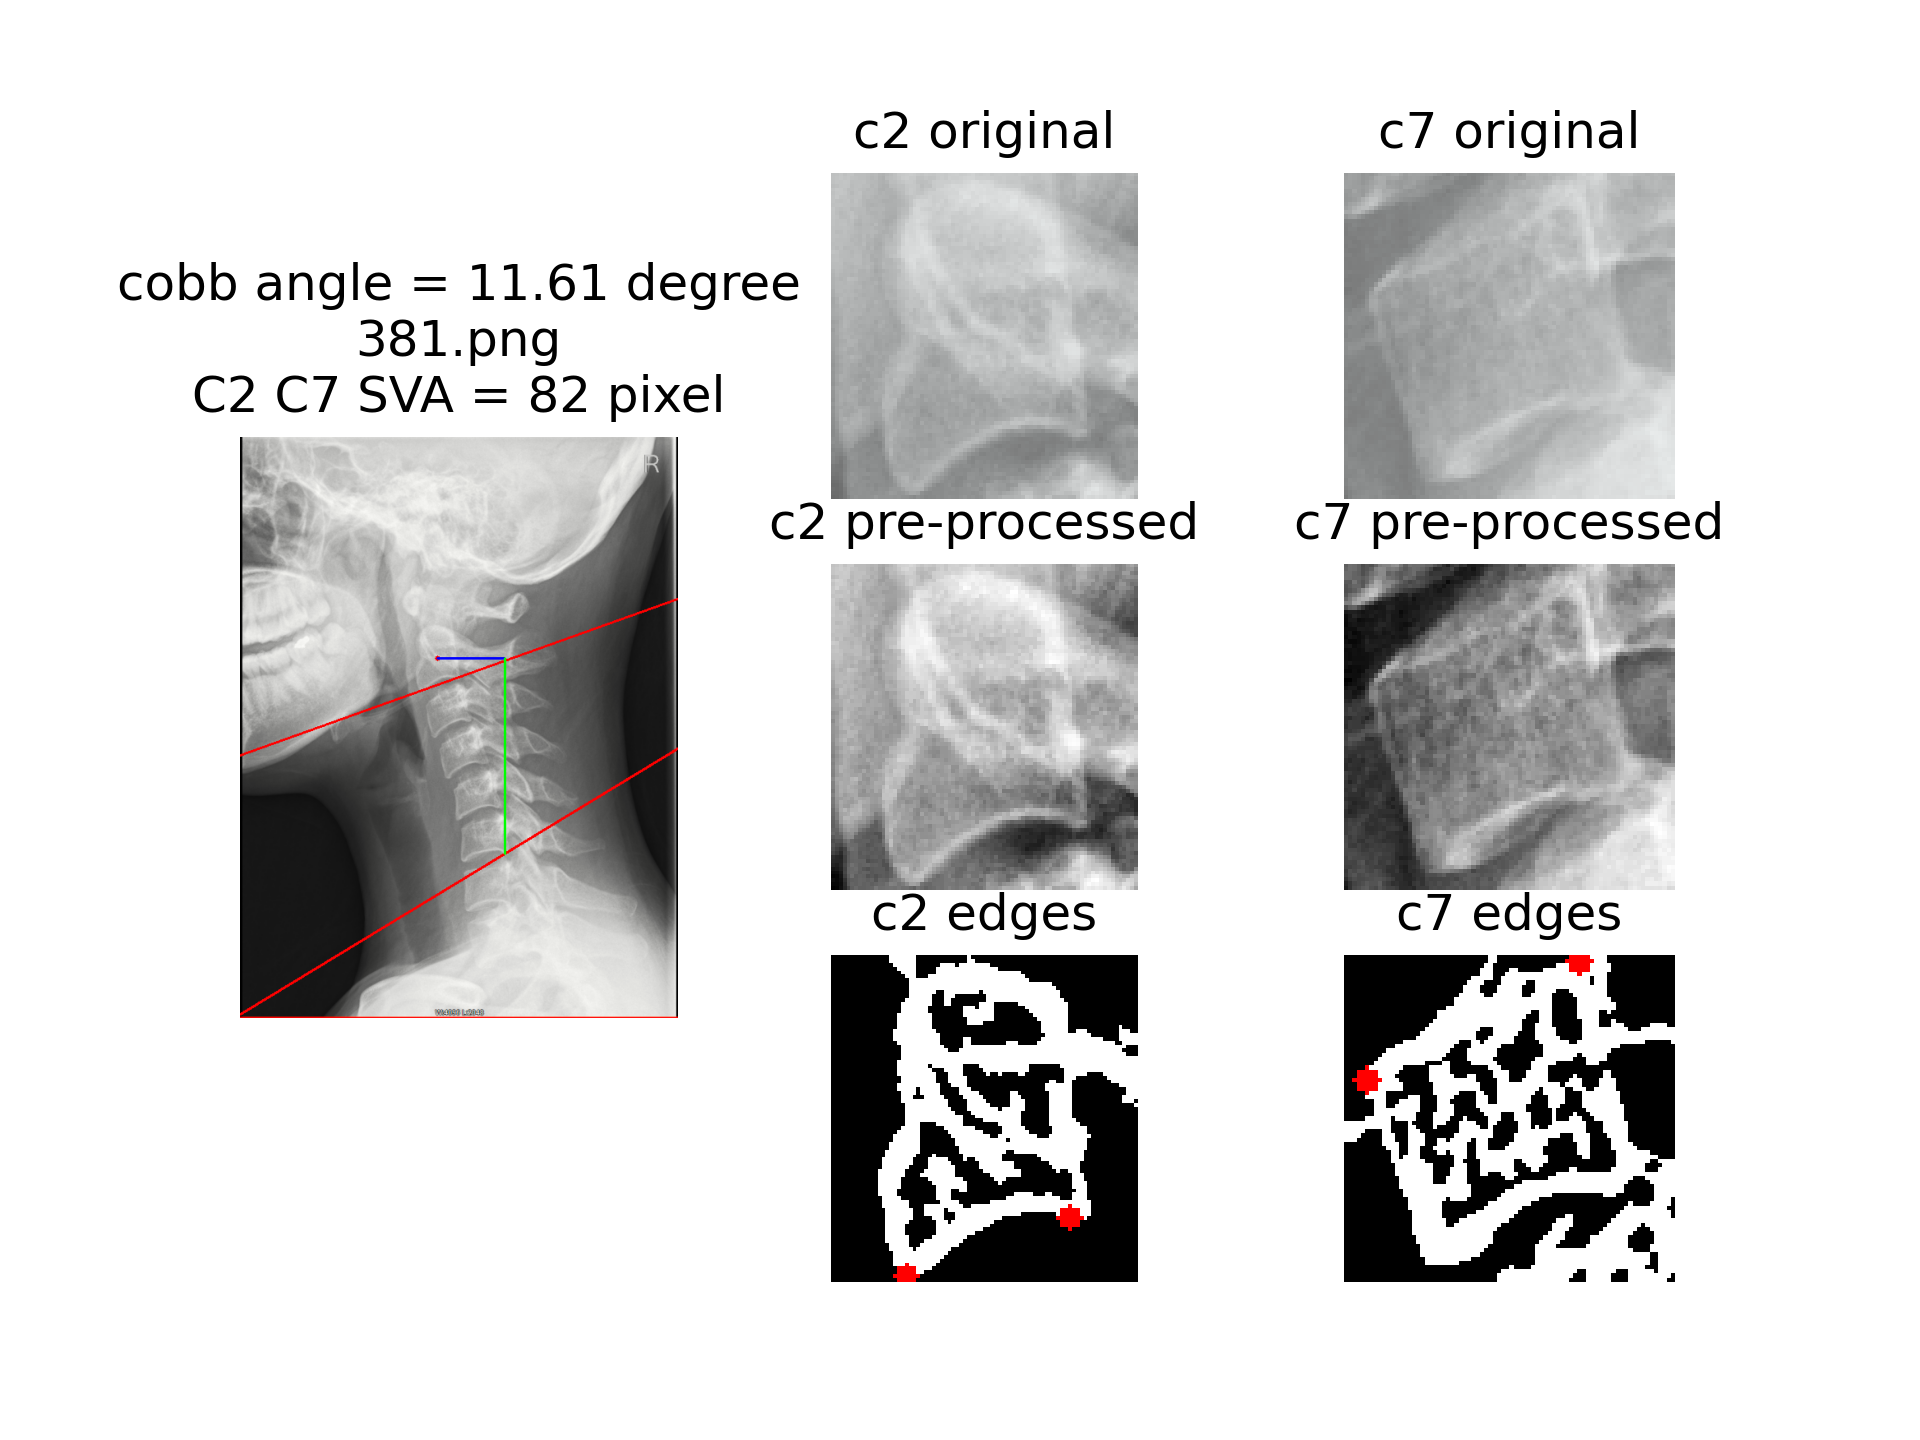 cobb angle = 11.61 degree
381.png
C2 C7 SVA = 82 pixel
R
c2 original
c7 original
c2 pre-processed
c7 pre-processed
c2 edges
c7 edges